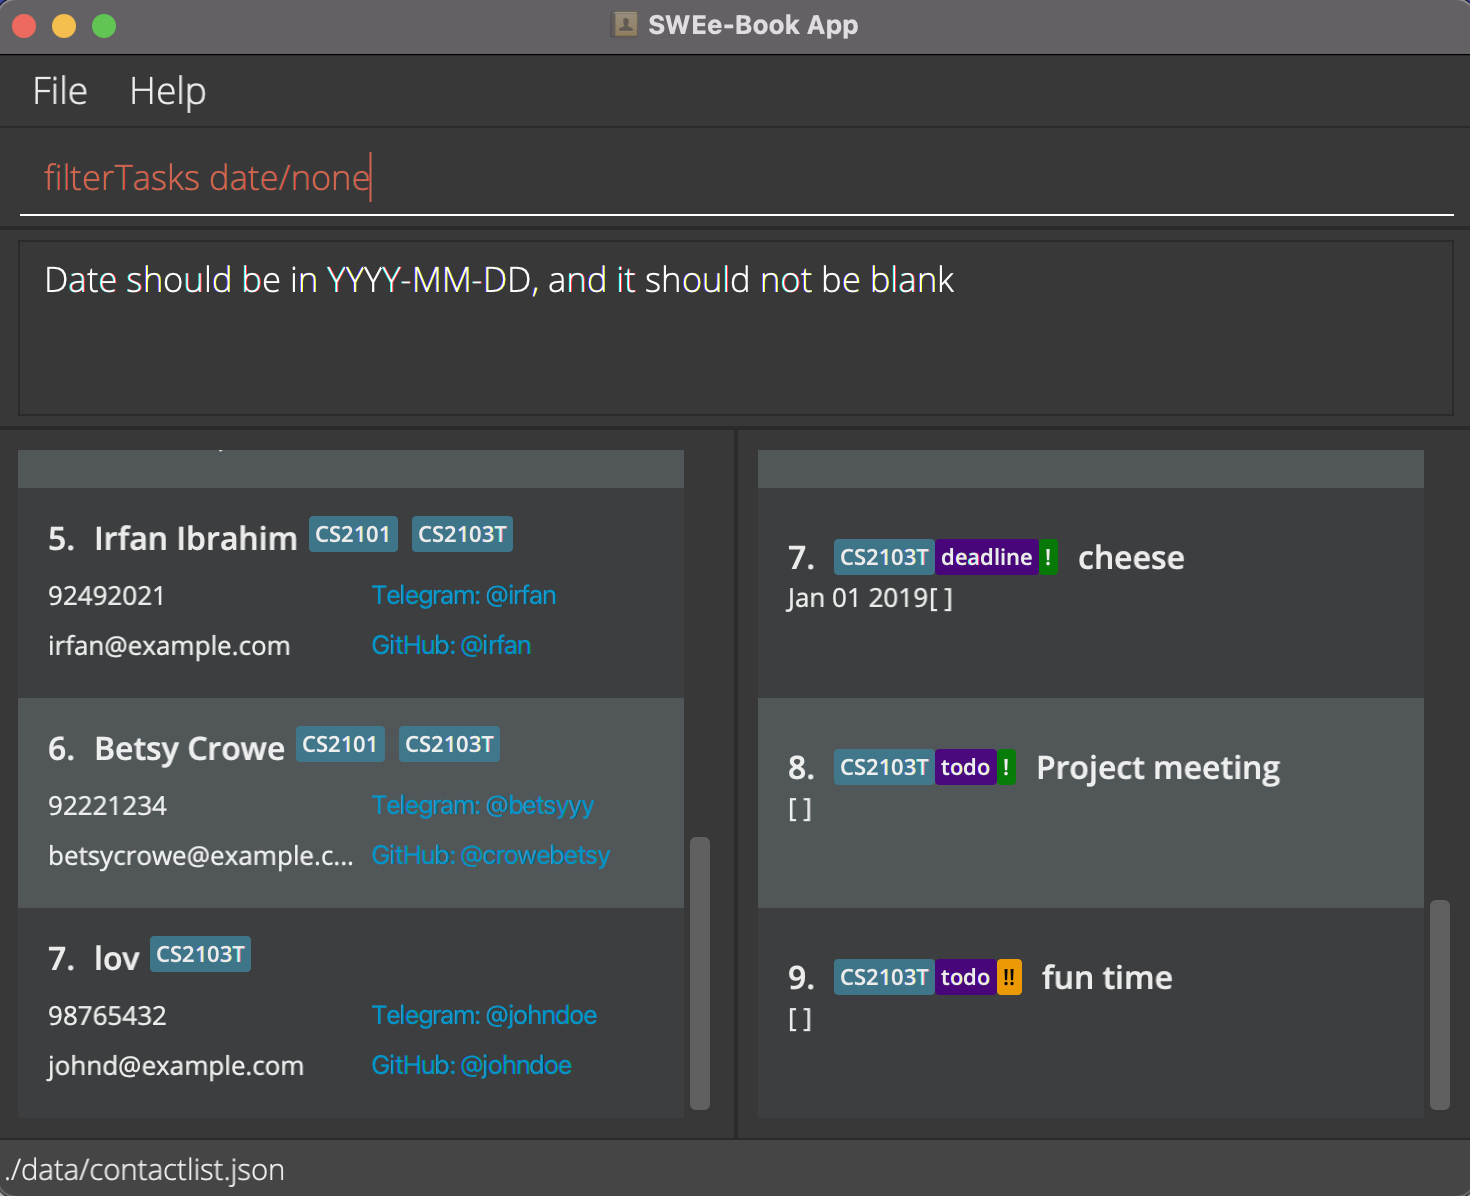 SWEe-Book App
File Help
filterTasks date/none
Date should be in YYYY-MM-DD, and it should not be blank
5. Irfan Ibrahim CS2101 CS2103T
92492021 Telegram: @irfan
irfan@example.com GitHub: @irfan
6. Betsy Crowe CS2101 CS2103T
92221234 Telegram: @betsyyy
betsycrowe@example.c... GitHub: @crowebetsy
7. lov CS2103T
98765432 Telegram: @johndoe
johnd@example.com GitHub: @johndoe
7. CS2103T deadline ! cheese
Jan 01 2019[ ]
8. CS2103T todo ! Project meeting
[ ]
9. CS2103T todo !! fun time
[ ]
./data/contactlist.json